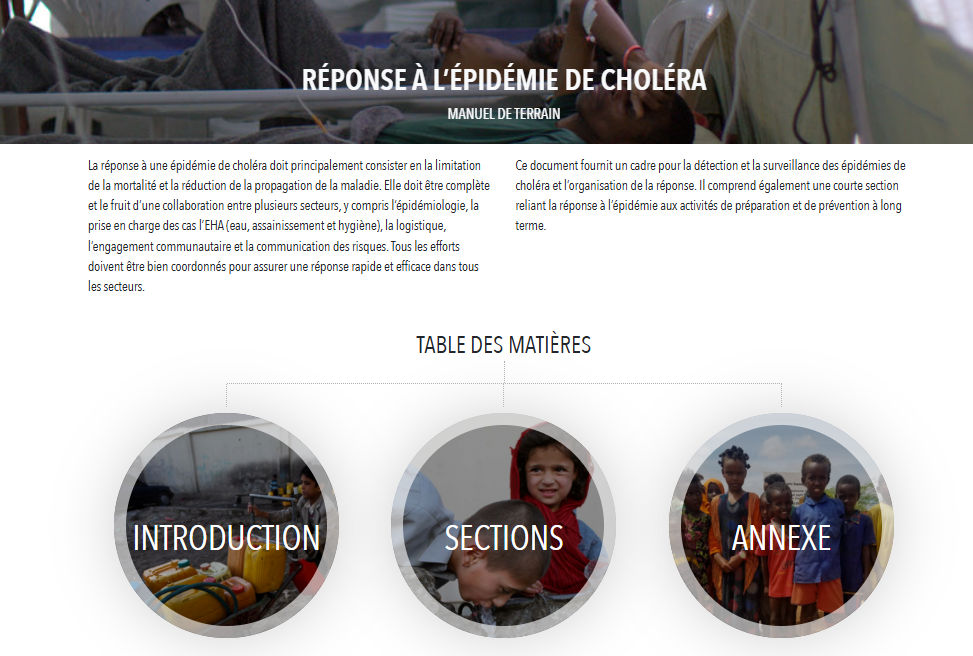 RÉPONSE À L’ÉPIDÉMIE DE CHOLÉRA
MANUEL DE TERRAIN
La réponse à une épidémie de choléra doit principalement consister en la limitation
de la mortalité et la réduction de la propagation de la maladie. Elle doit être complète
et le fruit d’une collaboration entre plusieurs secteurs, y compris l’épidémiologie, la
prise en charge des cas l’EHA (eau, assainissement et hygiène), la logistique,
l’engagement communautaire et la communication des risques. Tous les efforts
doivent être bien coordonnés pour assurer une réponse rapide et efficace dans tous
les secteurs.
Ce document fournit un cadre pour la détection et la surveillance des épidémies de
choléra et l’organisation de la réponse. Il comprend également une courte section
reliant la réponse à l’épidémie aux activités de préparation et de prévention à long
terme.
TABLE DES MATIÈRES
INTRODUCTION
SECTIONS
ANNEXE